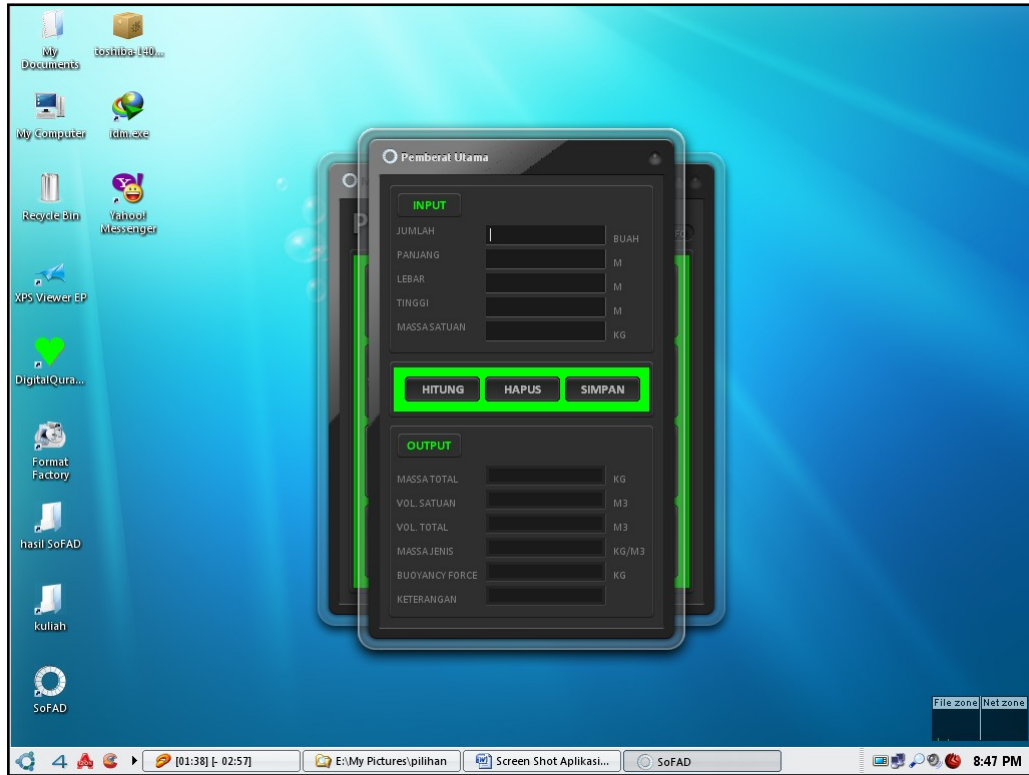 My Documents
toshiba-140...
My Computer
idm.exe
Recycle Bin
Yahoo! Messenger
XPS Viewer EP
DigitalQura...
Format Factory
hasil SoFAD
kuliah
SoFAD
Pemberat Utama
INPUT
JUMLAH
BUAH
PANJANG
M
LEBAR
M
TINGGI
M
MASSA SATUAN
KG
HITUNG
HAPUS
SIMPAN
OUTPUT
MASSA TOTAL
KG
VOL. SATUAN
M3
VOL. TOTAL
M3
MASSA JENIS
KG/M3
BUOYANCY FORCE
KG
KETERANGAN
File zone
Net zone
4
[01:38] [- 02:57]
E:\My Pictures\pilihan
Screen Shot Aplikasi...
SoFAD
8:47 PM